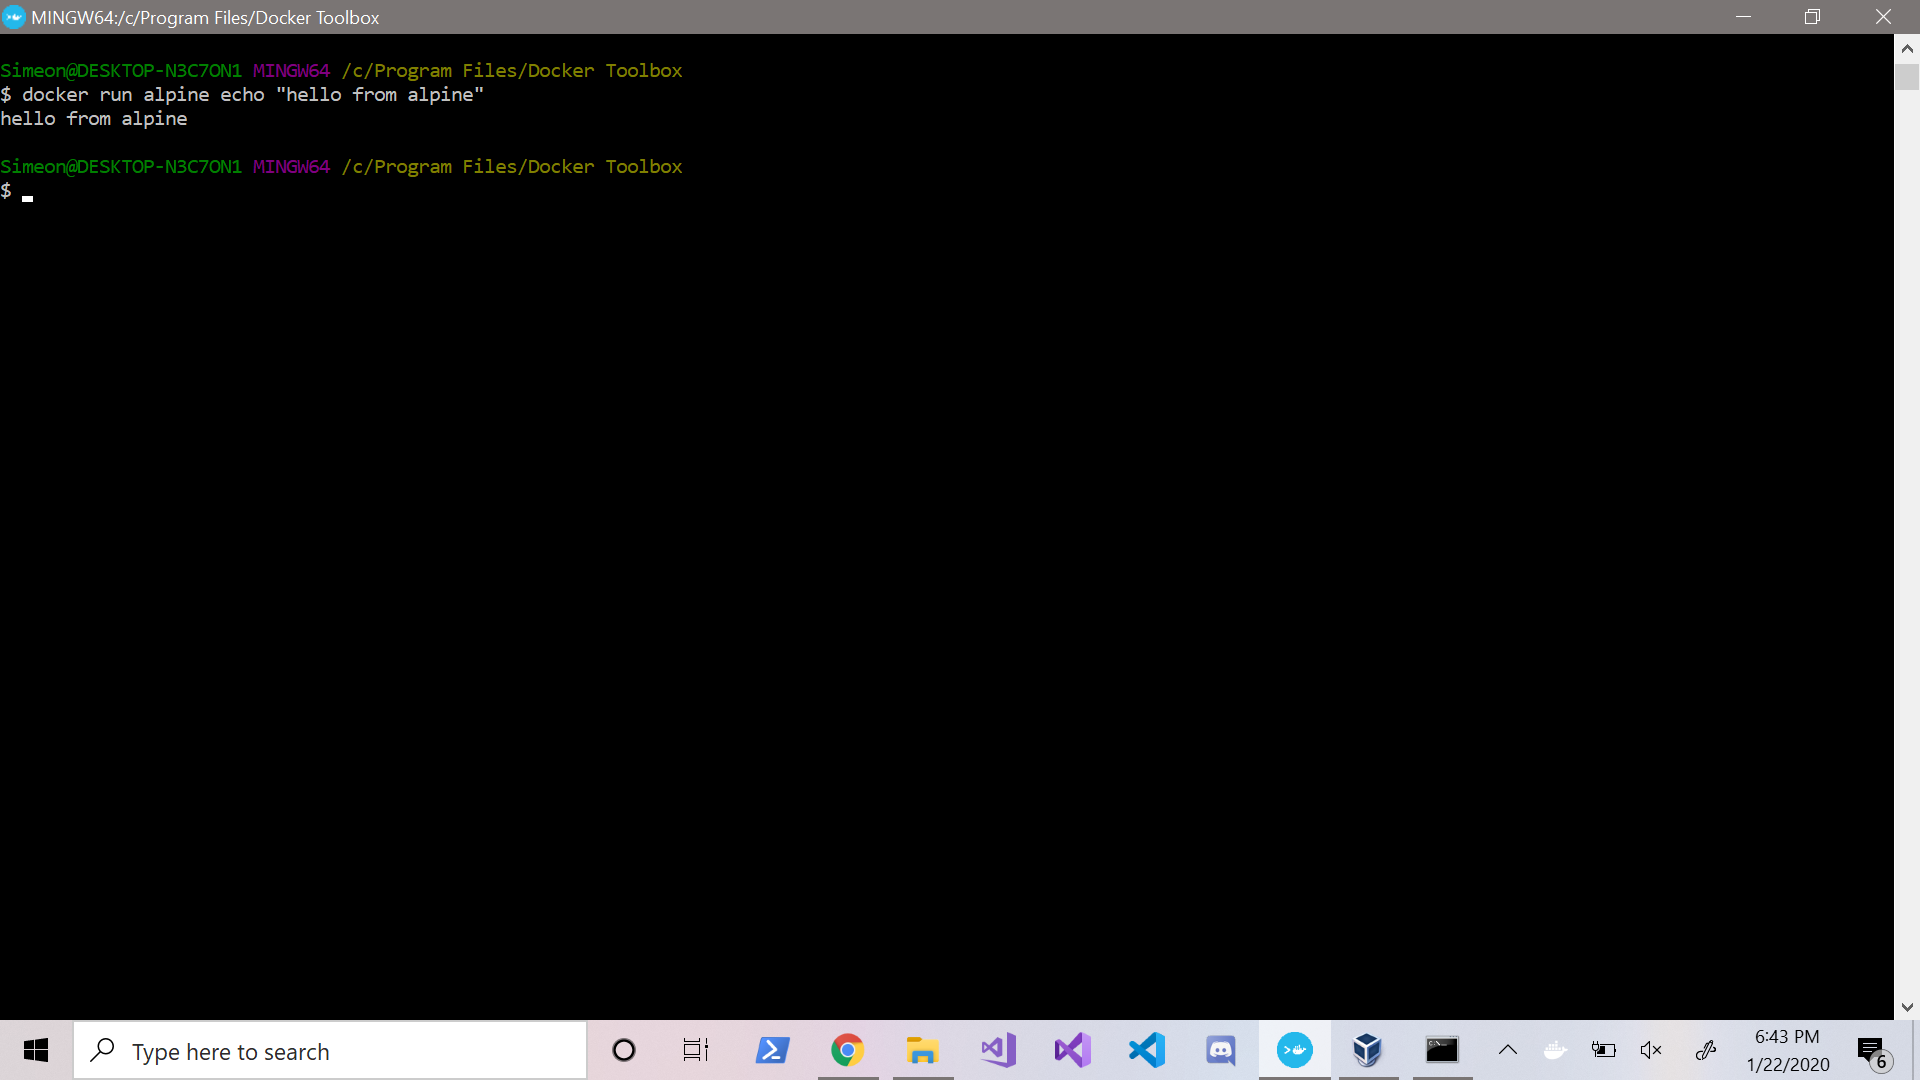 MINGW64:/c/Program Files/Docker Toolbox
Simeon@DESKTOP-N3C7ON1 MINGW64 /c/Program Files/Docker Toolbox
$ docker run alpine echo "hello from alpine"
hello from alpine
Simeon@DESKTOP-N3C7ON1 MINGW64 /c/Program Files/Docker Toolbox
$
Type here to search
6:43 PM
1/22/2020
6